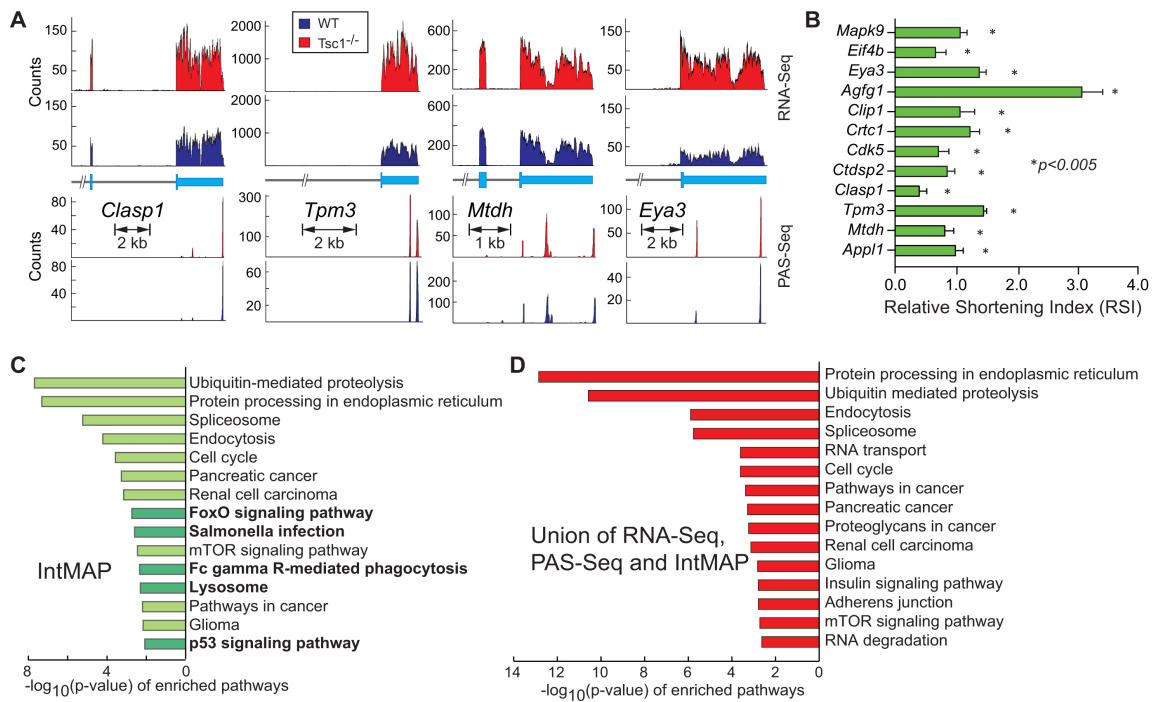 A
WT
Tsc1-/-
Counts
150
50
2000
1000
600
400
200
150
50
RNA-Seq
150
50
2000
1000
600
200
150
50
Clasp1
2 kb
Tpm3
2 kb
Mtdh
1 kb
Eya3
2 kb
Counts
80
40
300
200
100
100
50
100
50
PAS-Seq
80
40
60
20
200
100
40
20
B
Mapk9
Eif4b
Eya3
Agfg1
Clip1
Crtc1
Cdk5
Ctdsp2
Clasp1
Tpm3
Mtdh
Appl1
* * * * * * * * * * * *
*p<0.005
0.0 1.0 2.0 3.0 4.0
Relative Shortening Index (RSI)
C
Ubiquitin-mediated proteolysis
Protein processing in endoplasmic reticulum
Spliceosome
Endocytosis
Cell cycle
Pancreatic cancer
Renal cell carcinoma
FoxO signaling pathway
Salmonella infection
mTOR signaling pathway
Fc gamma R-mediated phagocytosis
Lysosome
Pathways in cancer
Glioma
p53 signaling pathway
IntMAP
8 4 0
-log10(p-value) of enriched pathways
D
Protein processing in endoplasmic reticulum
Ubiquitin mediated proteolysis
Endocytosis
Spliceosome
RNA transport
Cell cycle
Pathways in cancer
Pancreatic cancer
Proteoglycans in cancer
Renal cell carcinoma
Glioma
Insulin signaling pathway
Adherens junction
mTOR signaling pathway
RNA degradation
Union of RNA-Seq,
PAS-Seq and IntMAP
14 12 10 8 6 4 2 0
-log10(p-value) of enriched pathways